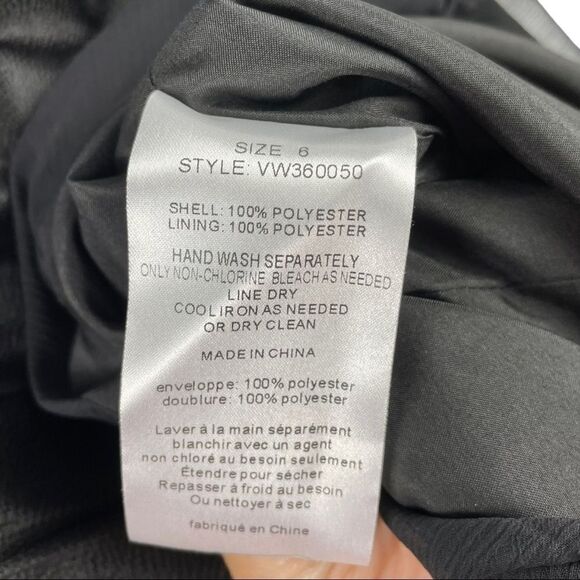 SIZE 6
STYLE: VW360050
SHELL: 100% POLYESTER
LINING: 100% POLYESTER
HAND WASH SEPARATELY
ONLY NON-CHLORINE BLEACH AS NEEDED
LINE DRY
COOL IRON AS NEEDED
OR DRY CLEAN
MADE IN CHINA
enveloppe: 100% polyester
doublure: 100% polyester
Laver à la main séparément
blanchir avec un agent
non chloré au besoin seulement
Étendre pour sécher
Repasser à froid au besoin
Ou nettoyer à sec
fabriqué en Chine